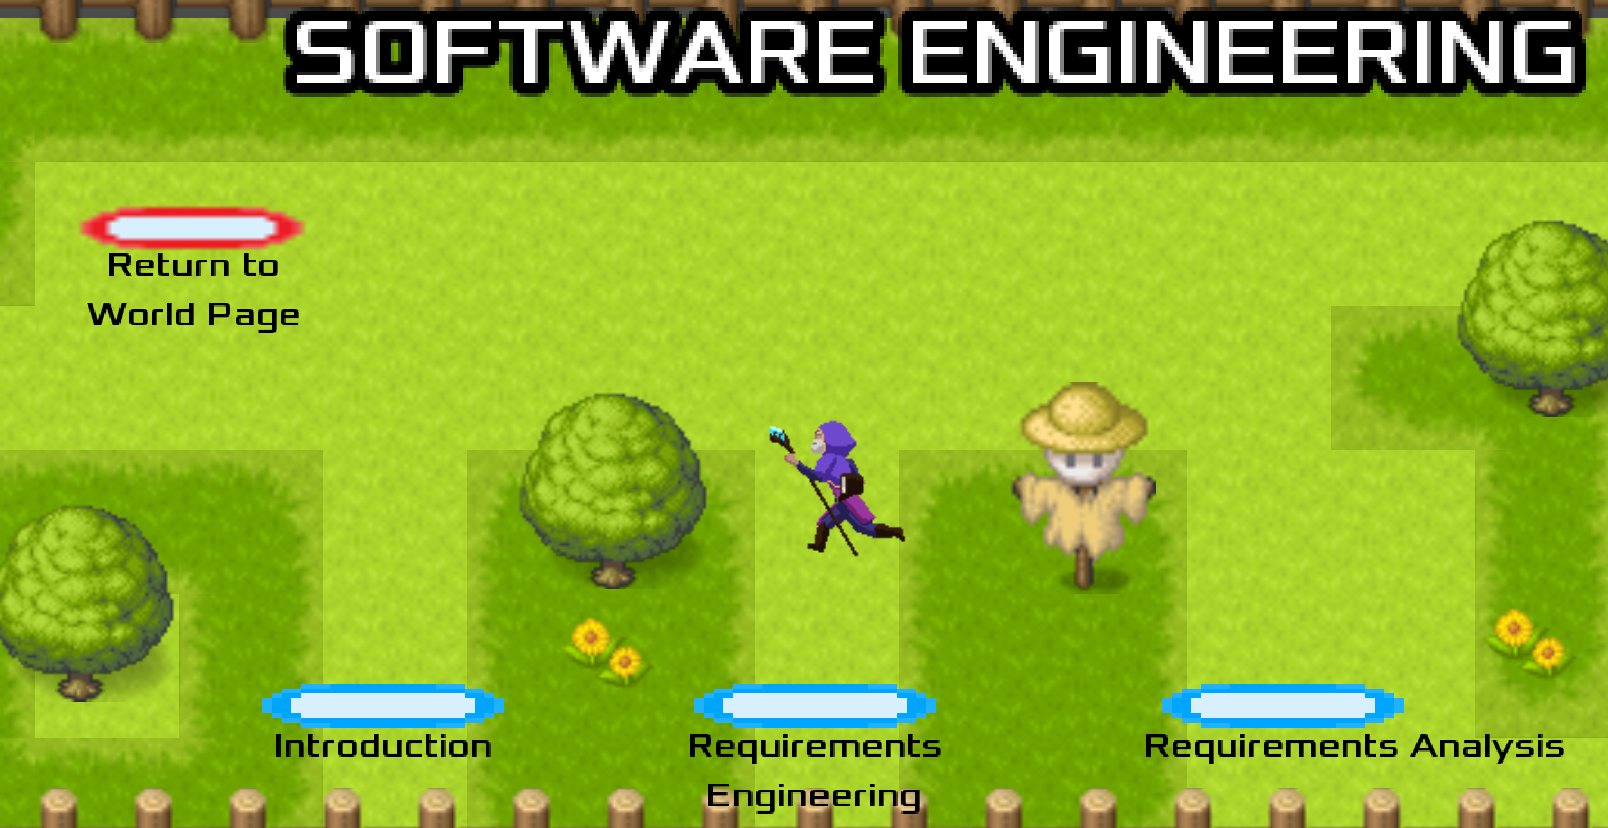 SOFTWARE ENGINEERING
Return to
World Page
Introduction
Requirements
Engineering
Requirements Analysis